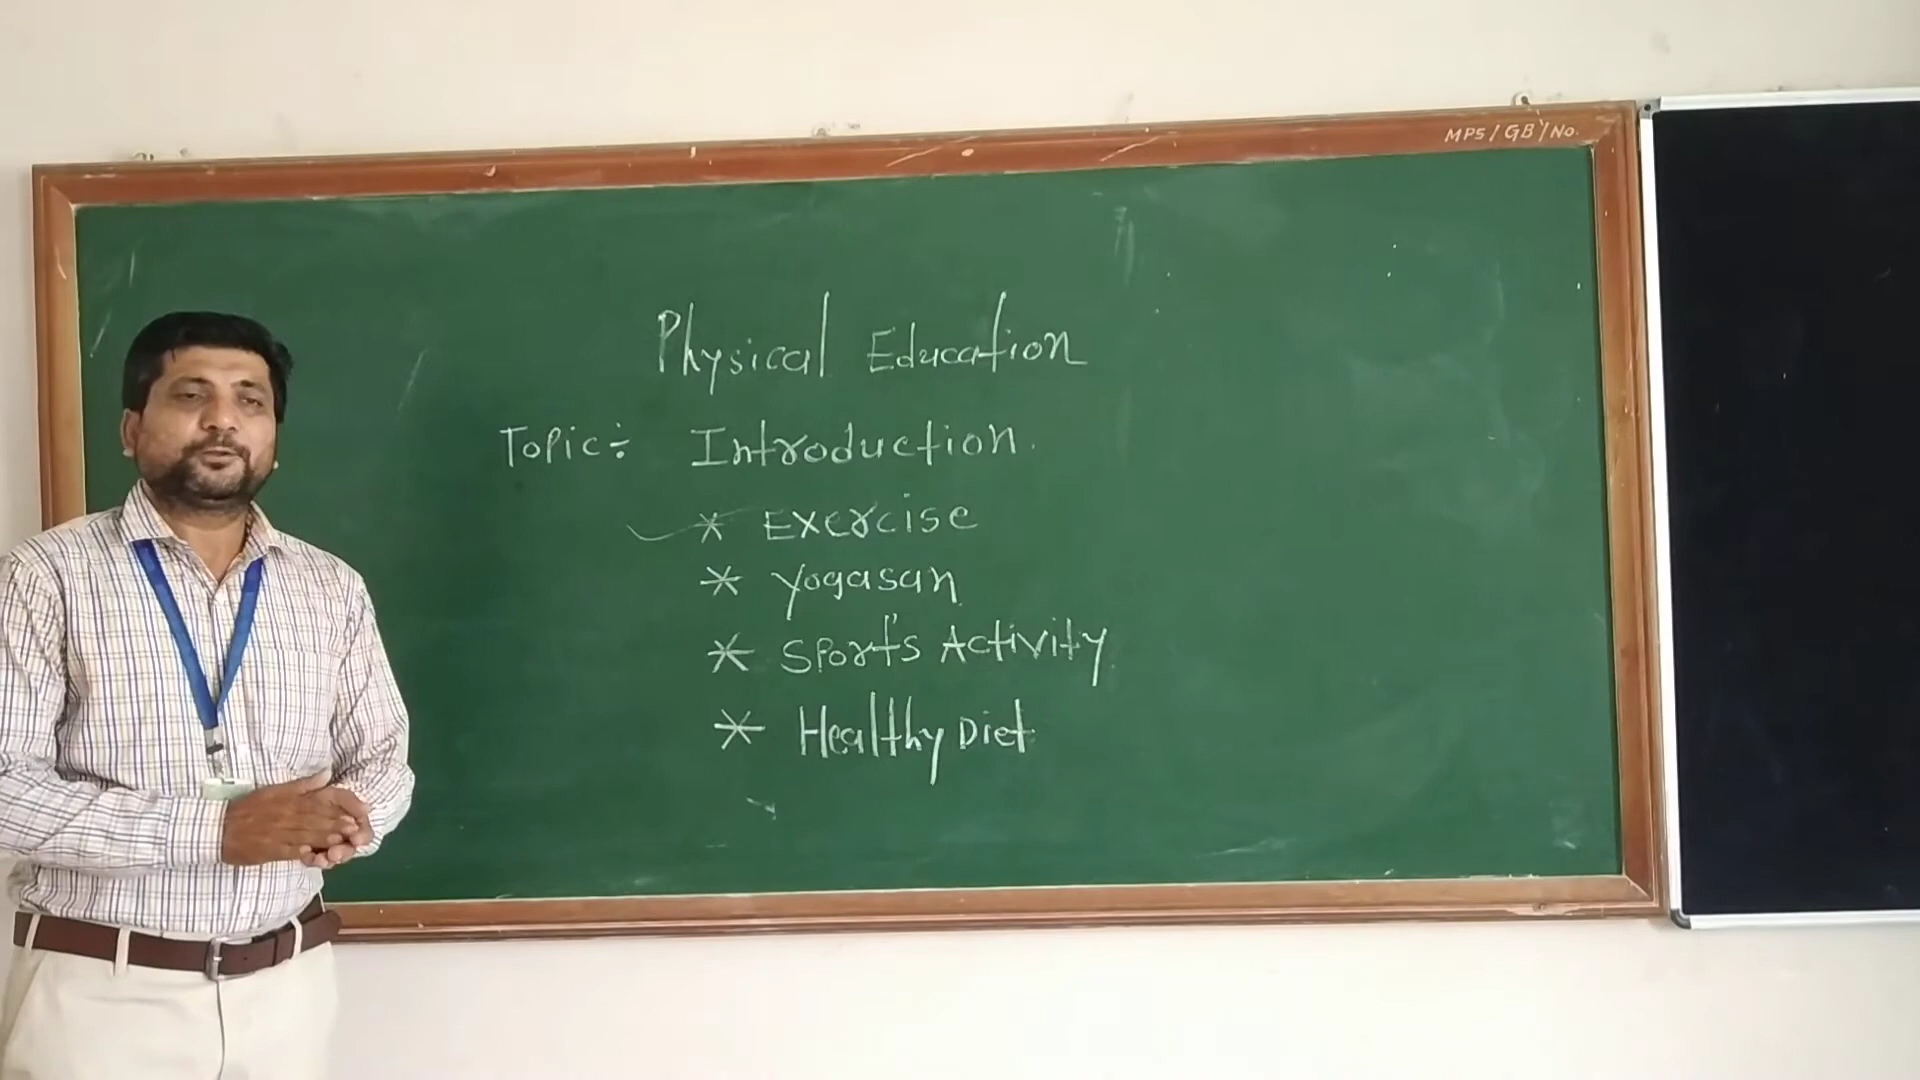 MPS/GB/No.
Physical Education
Topic÷ Introduction.
* Exercise
* Yogasan
* Sport's Activity
* Healthy Diet